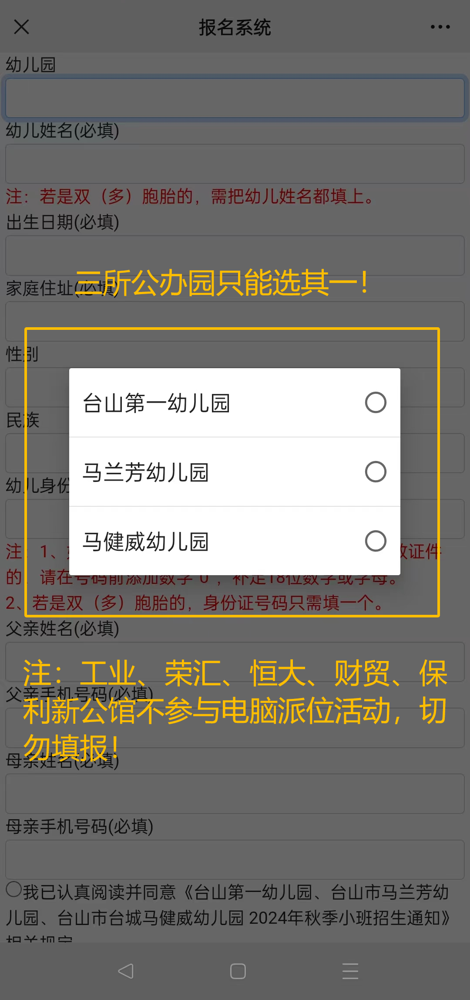 报名系统
幼儿园
幼儿姓名(必填)
注：若是双（多）胞胎的，需把幼儿姓名都填上。
出生日期(必填)
三所公办园只能选其一！
家庭住址(必填)
性别
台山第一幼儿园
民族
马兰芳幼儿园
幼儿身份
马健威幼儿园
注：1、
证件
的，请在号码前添加数字"0"，补足18位数字或字母。
2、若是双（多）胞胎的，身份证号码只需填一个。
父亲姓名(必填)
注：工业、荣汇、恒大、财贸、保
父亲手机号码(必填)
利新公馆不参与电脑派位活动，切
勿填报！
母亲姓名(必填)
母亲手机号码(必填)
我已认真阅读并同意《台山第一幼儿园、台山市马兰芳幼
儿园、台山市台城马健威幼儿园 2024年秋季小班招生通知》
相关规定